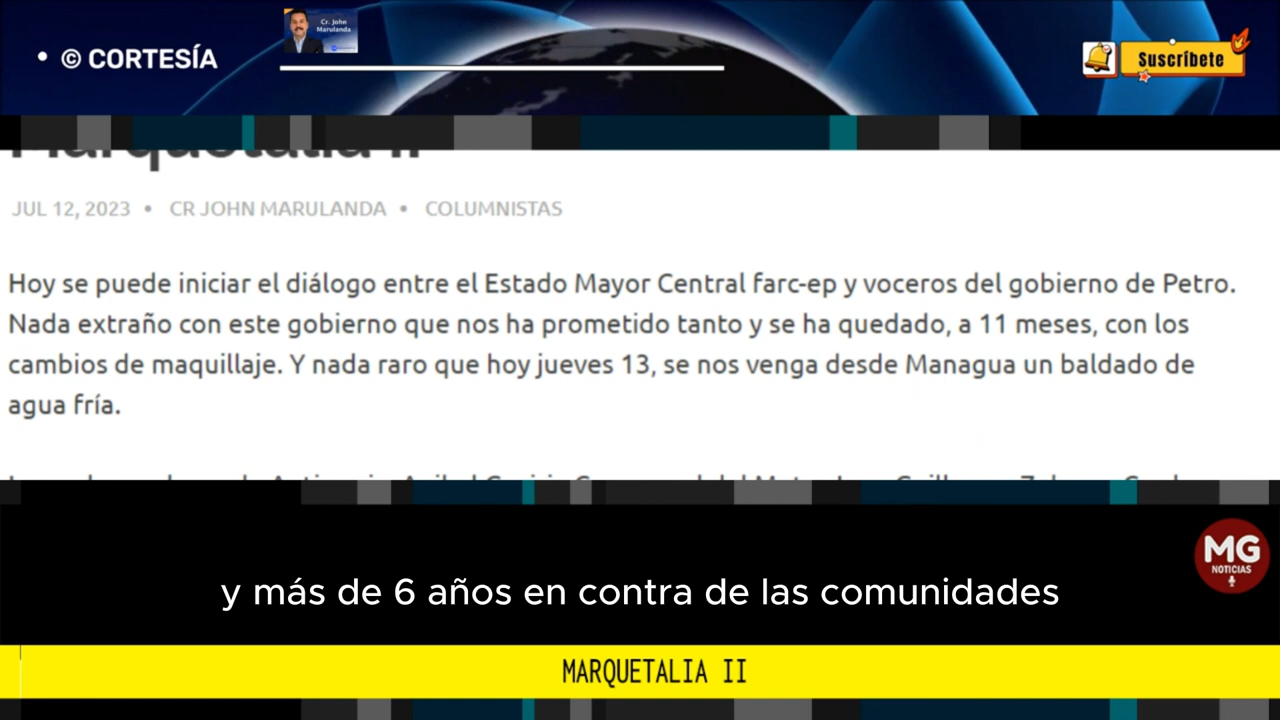 • © CORTESÍA
Cr. John
Marulanda
Suscríbete
Marquetalia II
JUL 12, 2023 • CR JOHN MARULANDA • COLUMNISTAS
Hoy se puede iniciar el diálogo entre el Estado Mayor Central farc-ep y voceros del gobierno de Petro.
Nada extraño con este gobierno que nos ha prometido tanto y se ha quedado, a 11 meses, con los
cambios de maquillaje. Y nada raro que hoy jueves 13, se nos venga desde Managua un baldado de
agua fría.
MG
NOTICIAS
y más de 6 años en contra de las comunidades
MARQUETALIA II